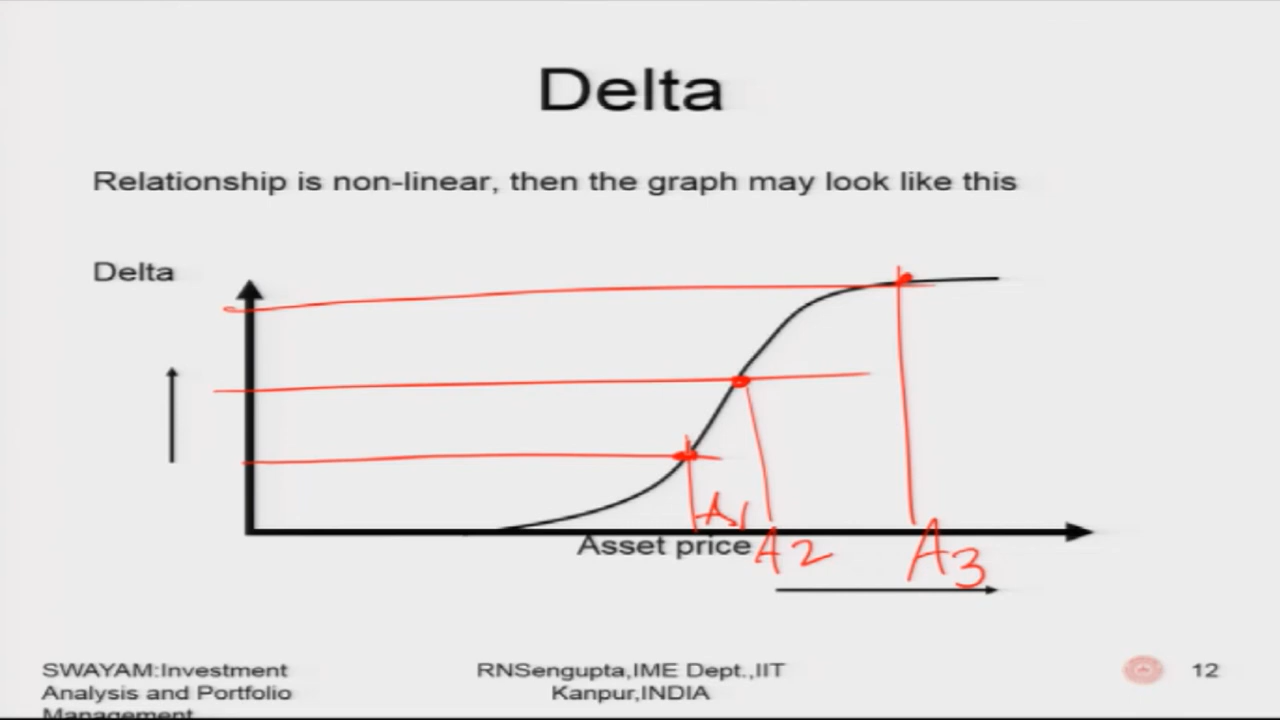 Delta
Relationship is non-linear, then the graph may look like this
Delta
A1
Asset price
A2
A3
SWAYAM:Investment
Analysis and Portfolio
Management
RNSengupta,IME Dept.,IIT
Kanpur,INDIA
12